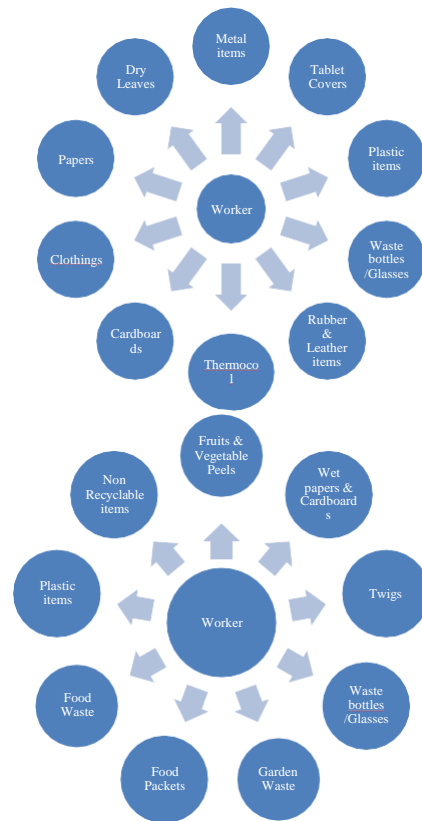 Metal
items
Dry
Leaves
Tablet
Covers
Papers
Plastic
items
Worker
Clothings
Waste
bottles
/Glasses
Cardboar
ds
Rubber
&
Leather
items
Thermoco
l
Fruits &
Vegetable
Peels
Non
Recyclable
items
Wet
papers &
Cardboard
s
Plastic
items
Twigs
Worker
Food
Waste
Waste
bottles
/Glasses
Food
Packets
Garden
Waste